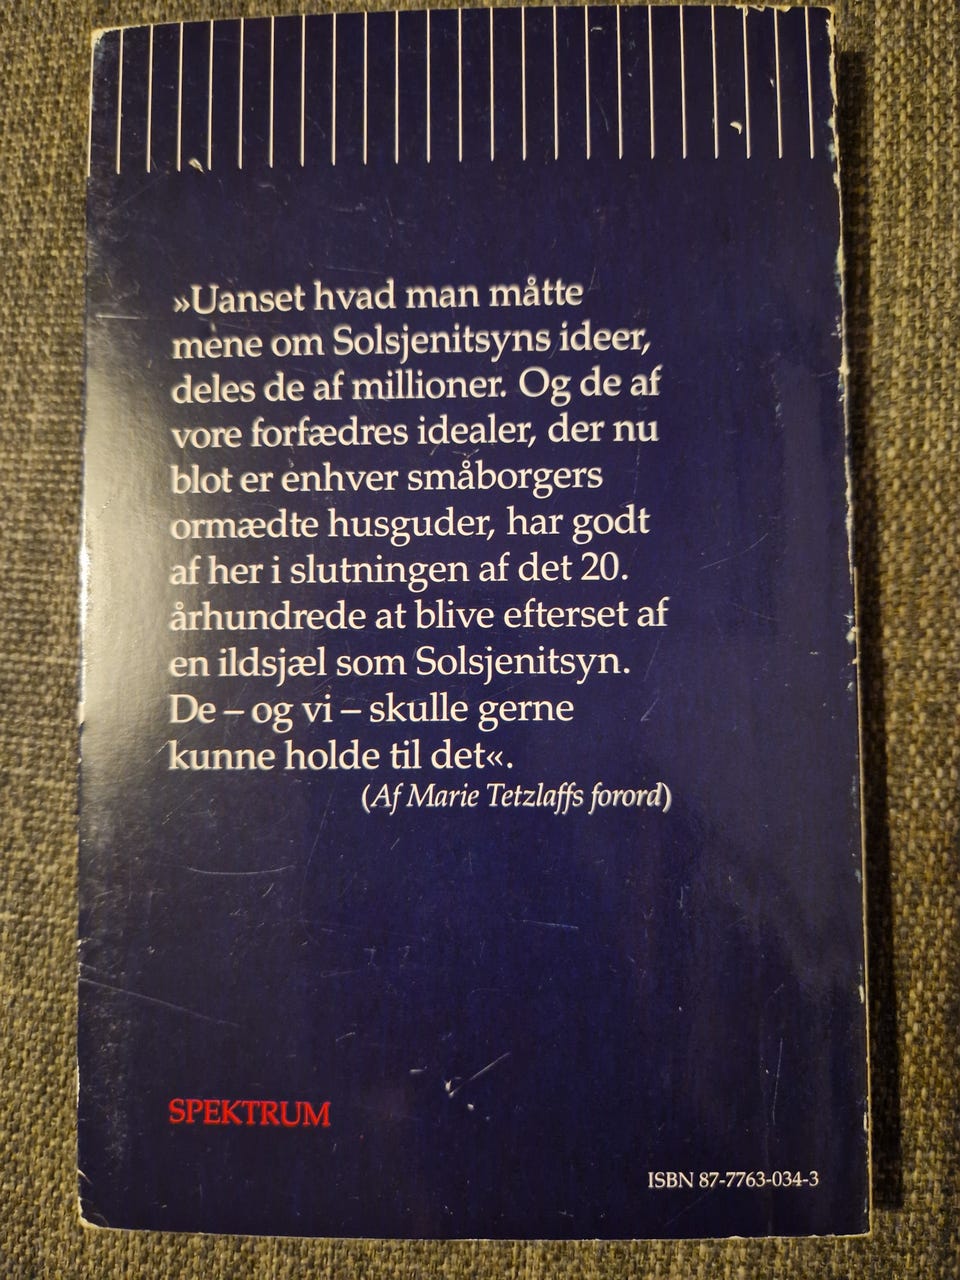 »Uanset hvad man måtte
mene om Solsjenitsyns ideer,
deles de af millioner. Og de af
vore forfædres idealer, der nu
blot er enhver småborgers
ormædte husguder, har godt
af her i slutningen af det 20.
århundrede at blive efterset af
en ildsjæl som Solsjenitsyn.
De – og vi – skulle gerne
kunne holde til det«.
(Af Marie Tetzlaffs forord)
SPEKTRUM
ISBN 87-7763-034-3